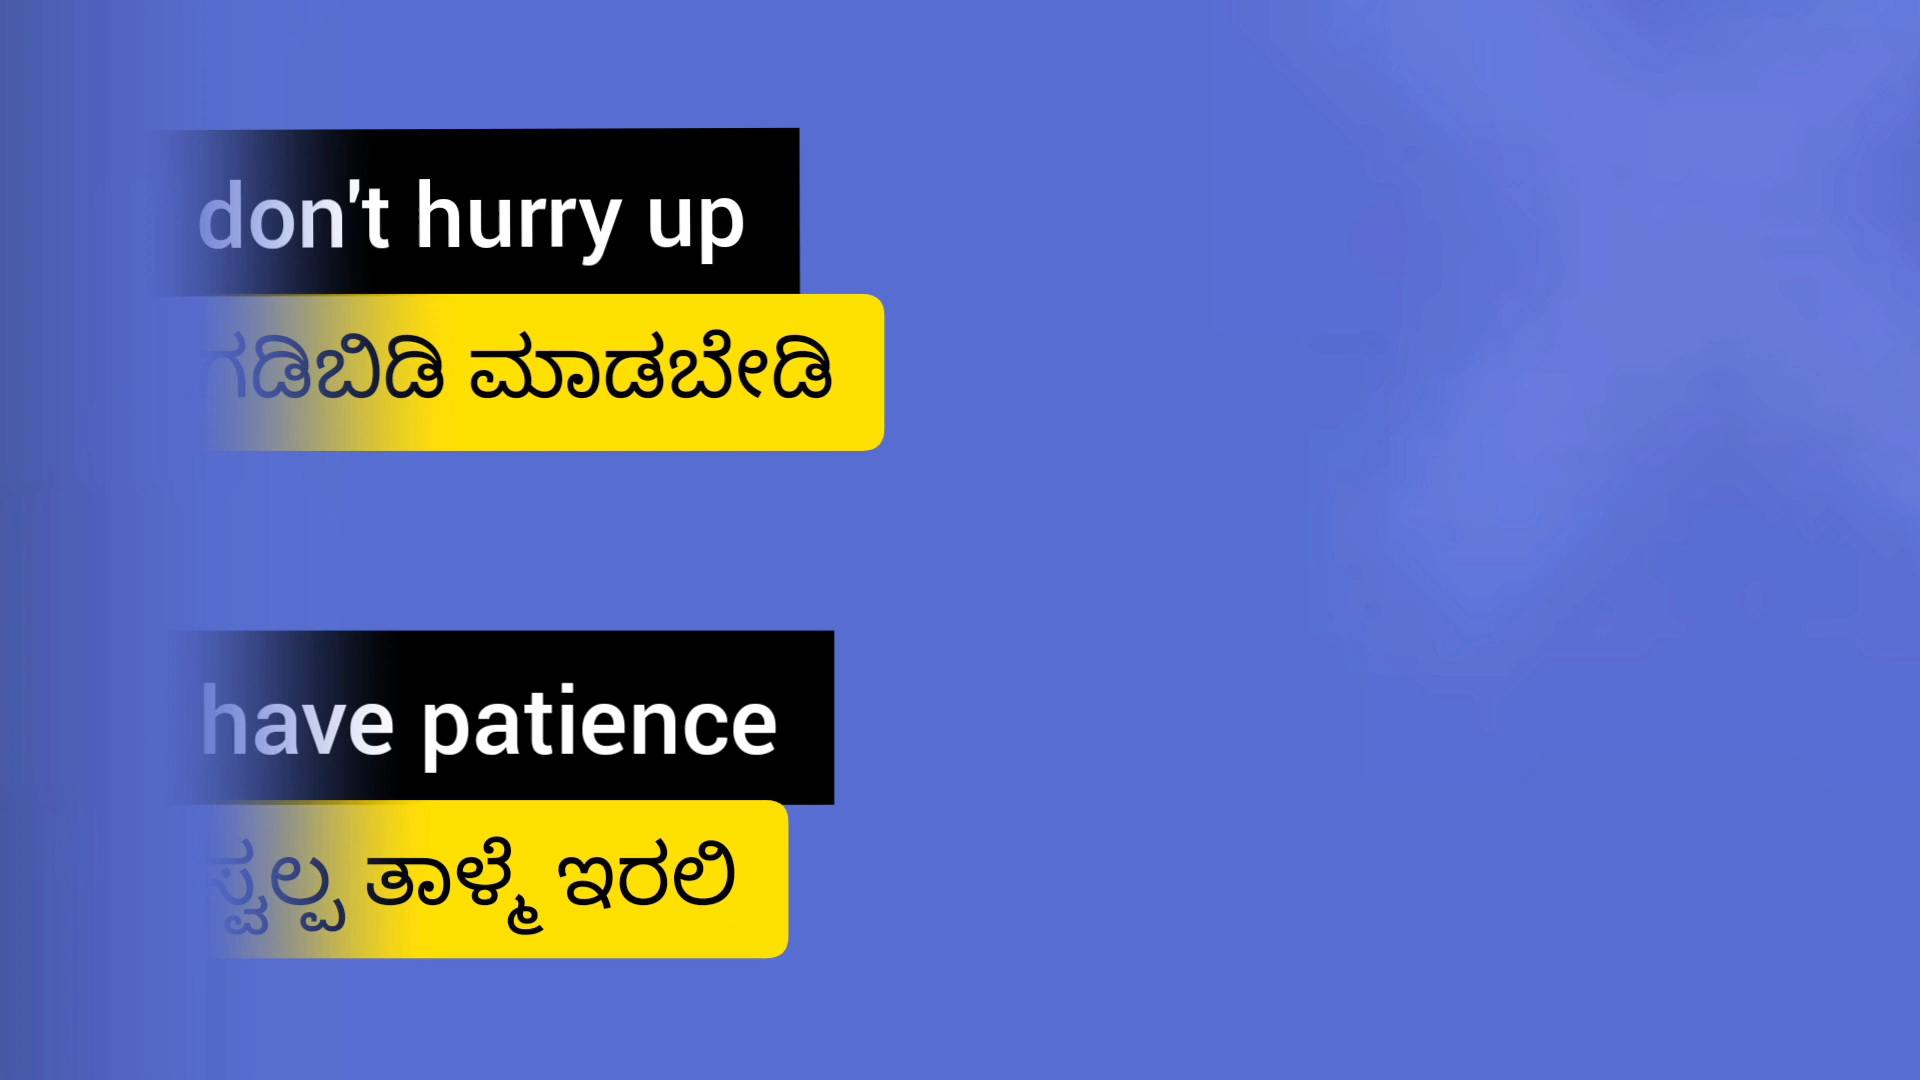 don't hurry up
ಗಡಿಬಿಡಿ ಮಾಡಬೇಡಿ
have patience
ಸ್ವಲ್ಪ ತಾಳ್ಮೆ ಇರಲಿ